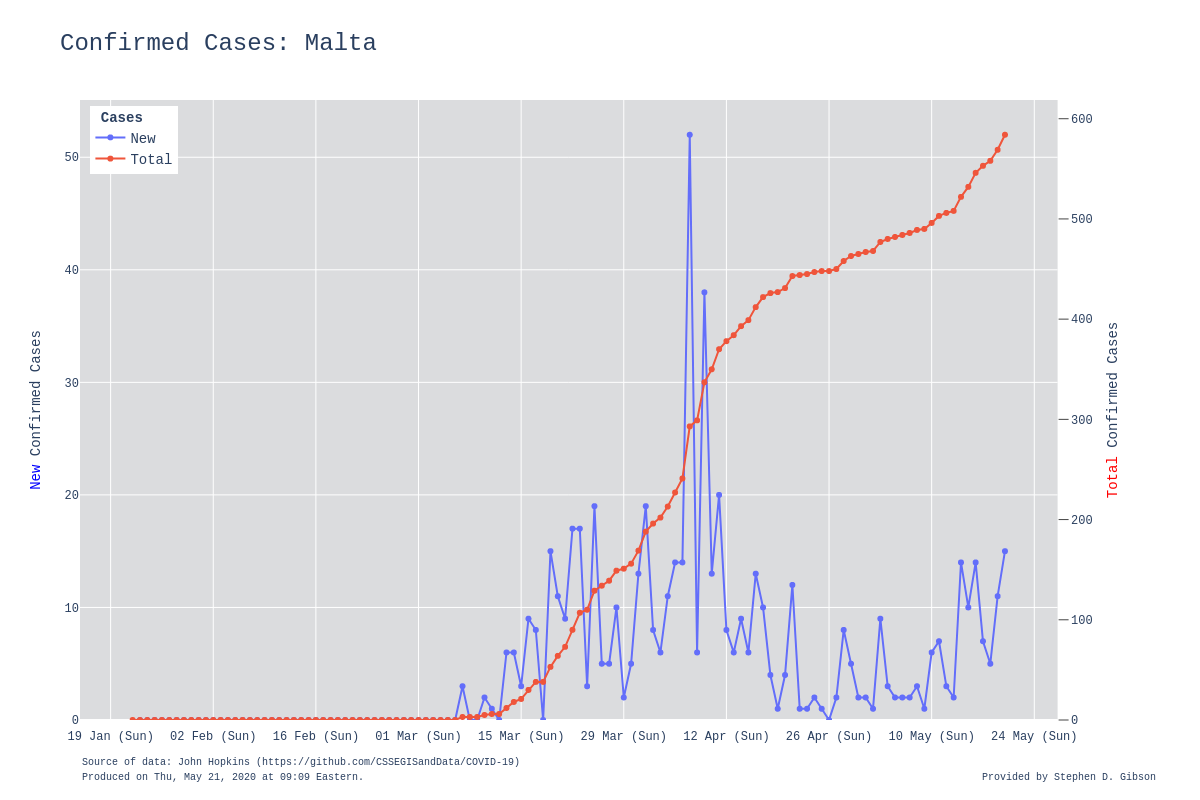 Confirmed Cases: Malta
Cases
New
Total
50
40
30
20
10
0
New Confirmed Cases
600
500
400
300
200
100
0
Total Confirmed Cases
19 Jan (Sun) 02 Feb (Sun) 16 Feb (Sun) 01 Mar (Sun) 15 Mar (Sun) 29 Mar (Sun) 12 Apr (Sun) 26 Apr (Sun) 10 May (Sun) 24 May (Sun)
Source of data: John Hopkins (https://github.com/CSSEGISandData/COVID-19)
Produced on Thu, May 21, 2020 at 09:09 Eastern.
Provided by Stephen D. Gibson